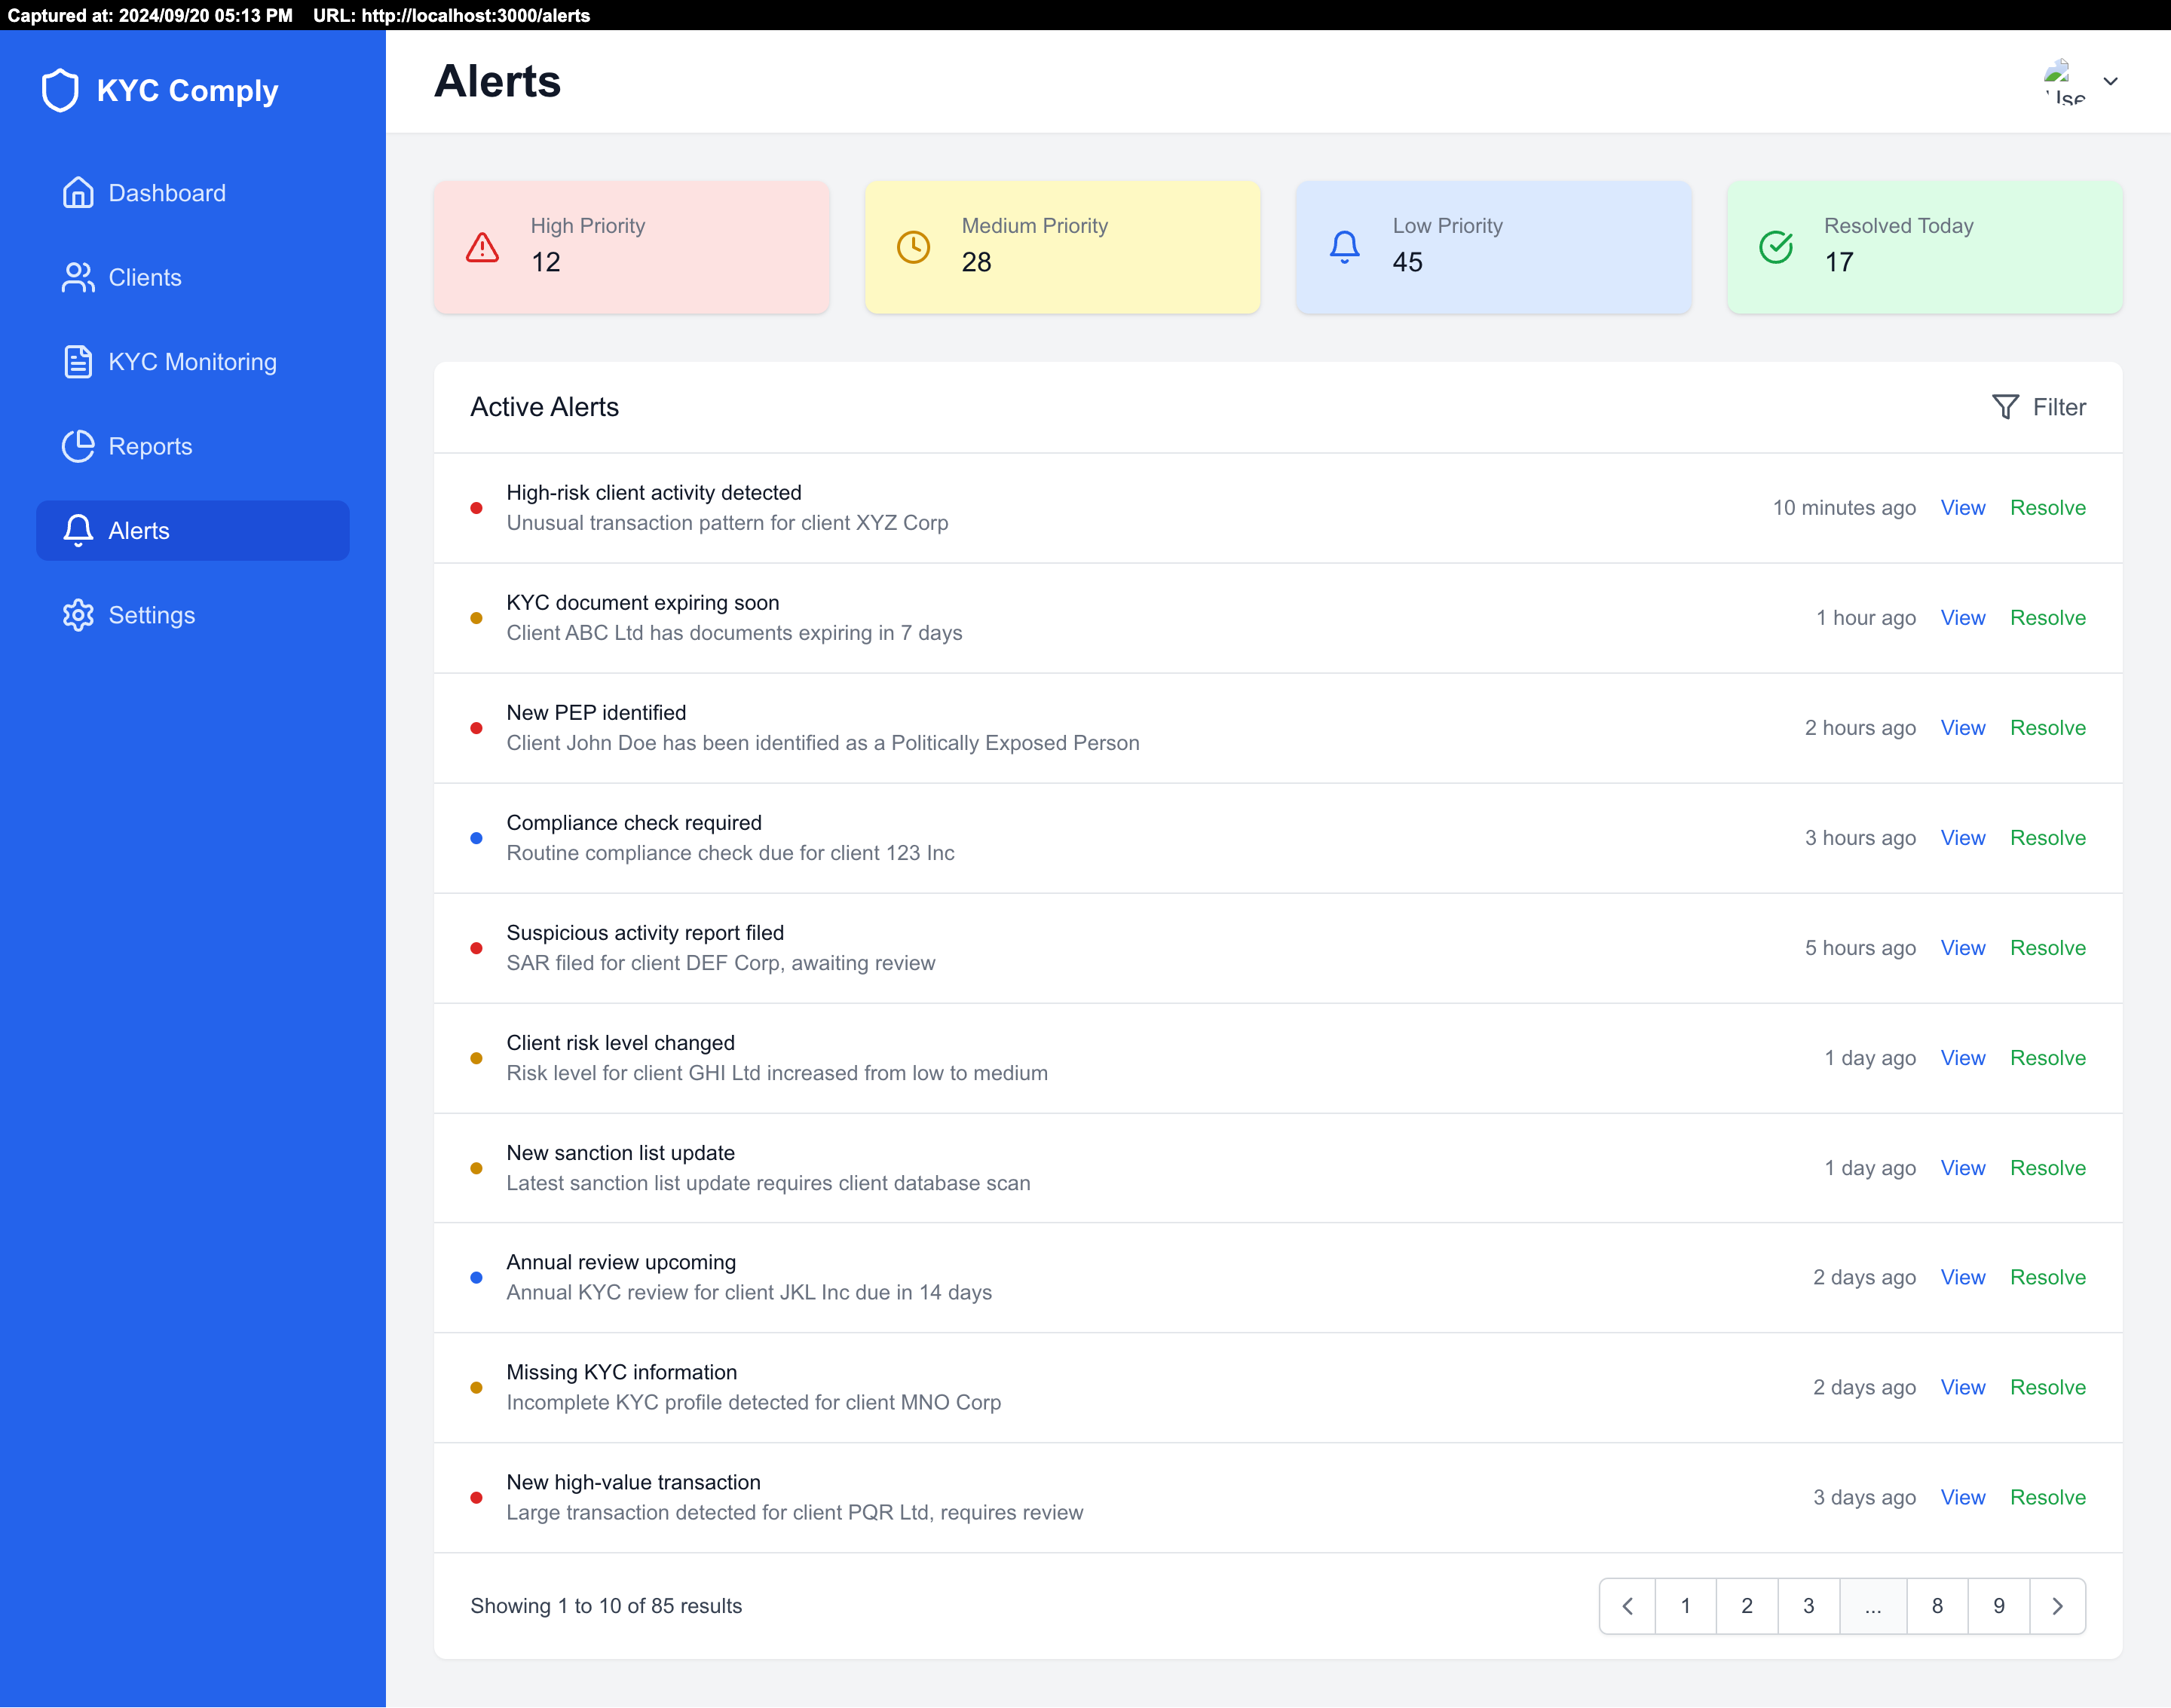 Captured at: 2024/09/20 05:13 PM URL: http://localhost:3000/alerts
KYC Comply
Dashboard
Clients
KYC Monitoring
Reports
Alerts
Settings
Alerts
High Priority
12
Medium Priority
28
Low Priority
45
Resolved Today
17
Active Alerts
Filter
High-risk client activity detected
Unusual transaction pattern for client XYZ Corp
10 minutes ago View Resolve
KYC document expiring soon
Client ABC Ltd has documents expiring in 7 days
1 hour ago View Resolve
New PEP identified
Client John Doe has been identified as a Politically Exposed Person
2 hours ago View Resolve
Compliance check required
Routine compliance check due for client 123 Inc
3 hours ago View Resolve
Suspicious activity report filed
SAR filed for client DEF Corp, awaiting review
5 hours ago View Resolve
Client risk level changed
Risk level for client GHI Ltd increased from low to medium
1 day ago View Resolve
New sanction list update
Latest sanction list update requires client database scan
1 day ago View Resolve
Annual review upcoming
Annual KYC review for client JKL Inc due in 14 days
2 days ago View Resolve
Missing KYC information
Incomplete KYC profile detected for client MNO Corp
2 days ago View Resolve
New high-value transaction
Large transaction detected for client PQR Ltd, requires review
3 days ago View Resolve
Showing 1 to 10 of 85 results
1 2 3 ... 8 9